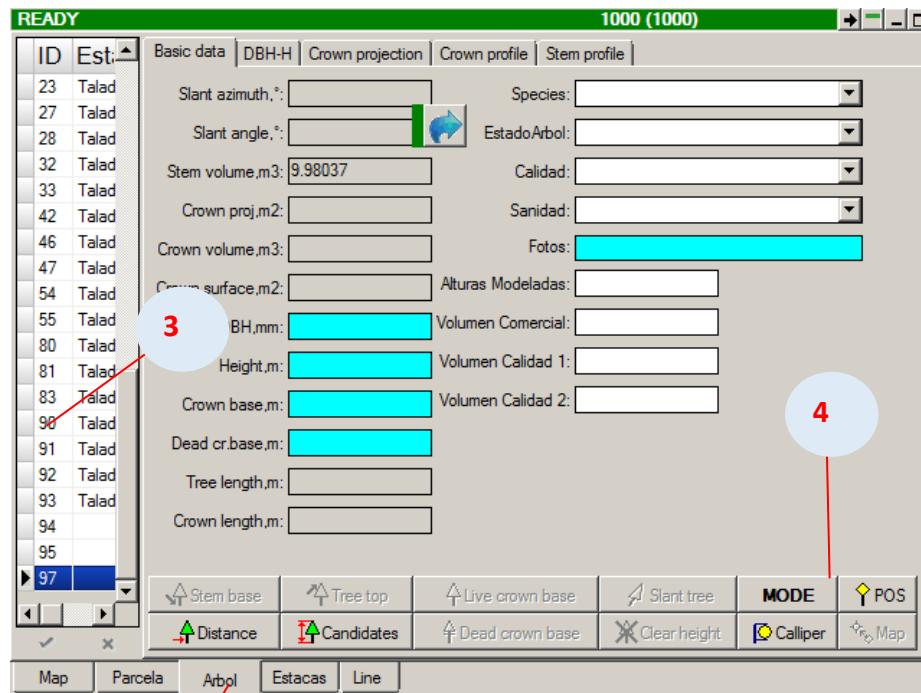 READY 1000 (1000)
ID Est
Basic data DBH-H Crown projection Crown profile Stem profile
23 Talad
27 Talad
28 Talad
32 Talad
33 Talad
42 Talad
46 Talad
47 Talad
54 Talad
55 Talad
80 Talad
81 Talad
83 Talad
90 Talad
91 Talad
92 Talad
93 Talad
94
95
97
Slant azimuth,°:
Slant angle,°:
Stem volume,m3: 9.98037
Crown proj,m2:
Crown volume,m3:
Crown surface,m2:
BH,mm:
Height,m:
Crown base,m:
Dead cr.base,m:
Tree length,m:
Crown length,m:
Species:
EstadoArbol:
Calidad:
Sanidad:
Fotos:
Alturas Modeladas:
Volumen Comercial:
Volumen Calidad 1:
Volumen Calidad 2:
3
4
Stem base Tree top Live crown base Slant tree MODE POS
Distance Candidates Dead crown base Clear height Calliper Map
Map Parcela Arbol Estacas Line